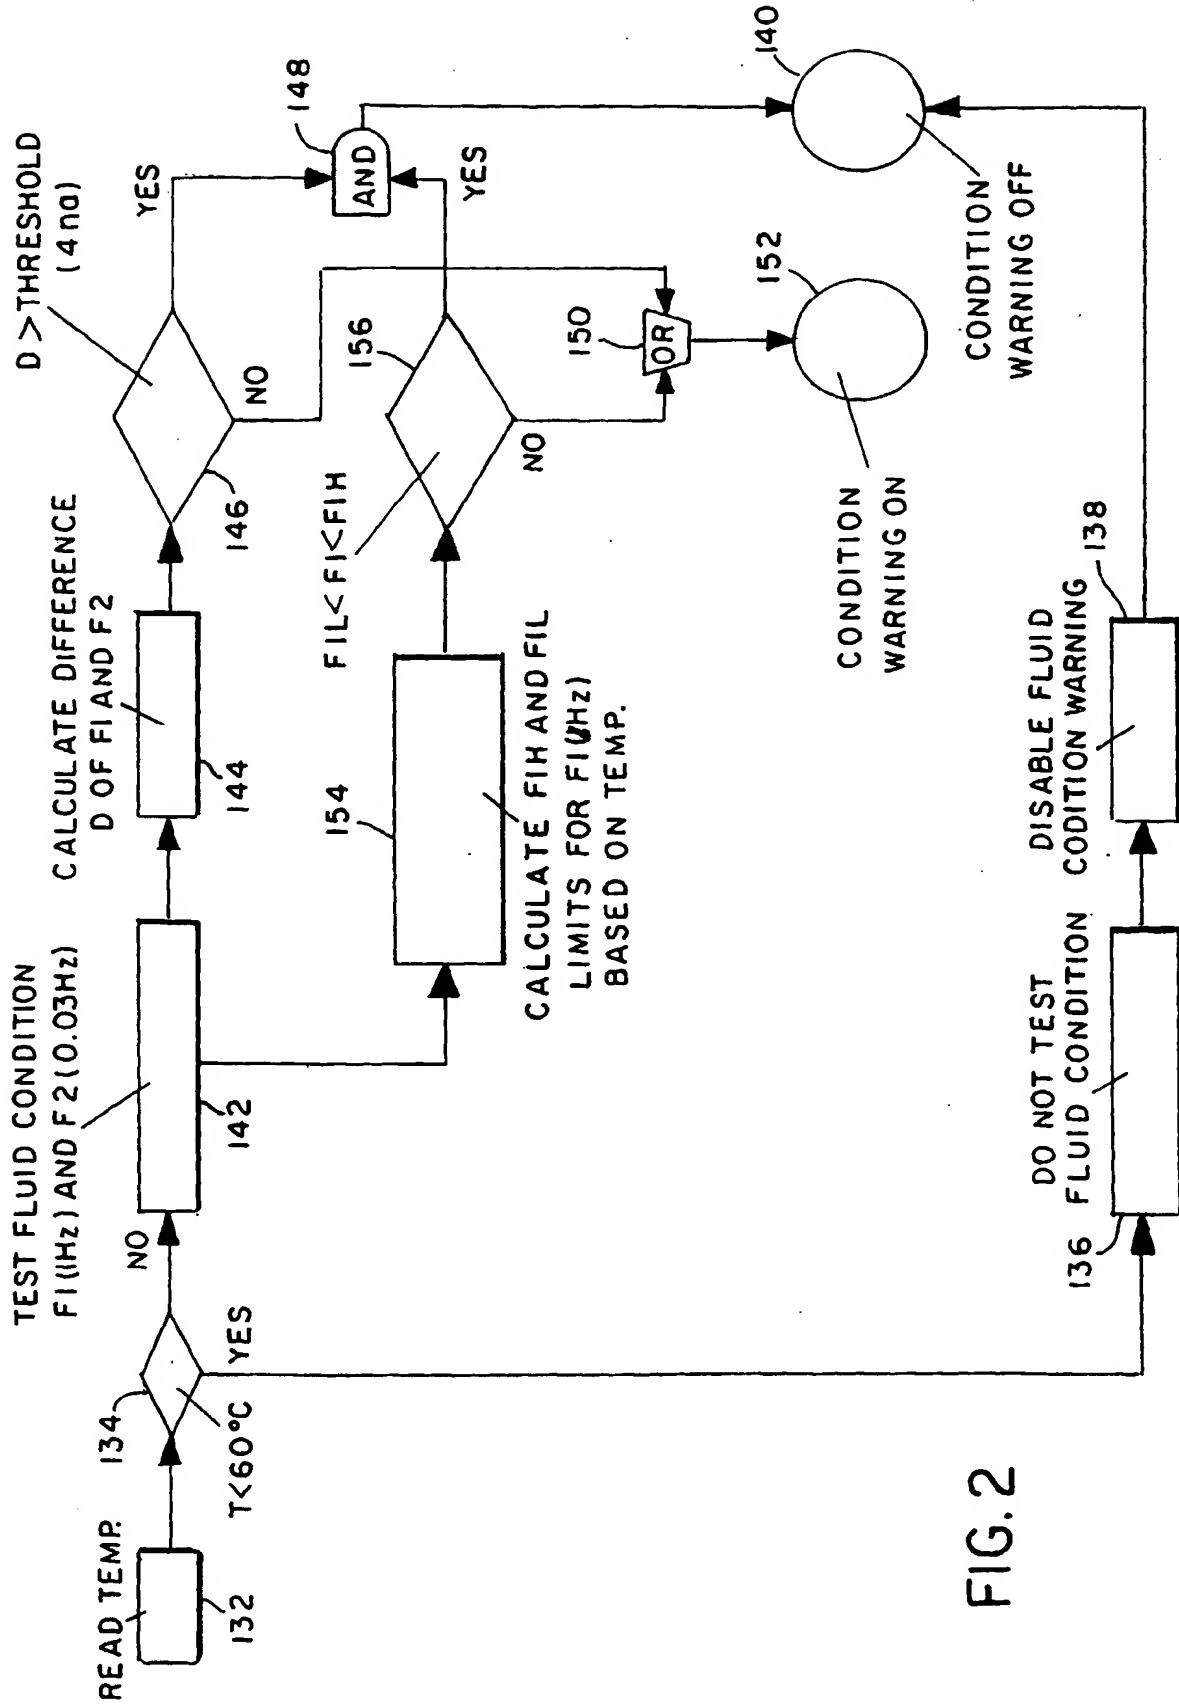 READ TEMP.
132
134
T<60°C
NO
YES
TEST FLUID CONDITION
F1(1Hz) AND F2(0.03Hz)
142
CALCULATE DIFFERENCE
D OF F1 AND F2
144
146
D>THRESHOLD
(4na)
YES
NO
148
AND
YES
154
CALCULATE F1H AND F1L
LIMITS FOR F1(1Hz)
BASED ON TEMP.
F1L<F1<F1H
156
NO
150
OR
152
CONDITION
WARNING ON
140
CONDITION
WARNING OFF
136
DO NOT TEST
FLUID CONDITION
DISABLE FLUID
CODITION WARNING
138
FIG. 2